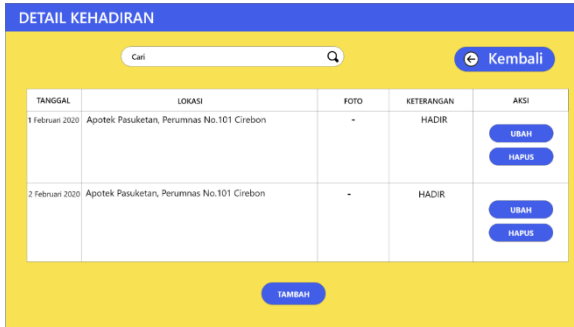 DETAIL KEHADIRAN
Cari
Kembali
TANGGAL LOKASI FOTO KETERANGAN AKSI
1 Februari 2020 Apotek Pasuketan, Perumnas No.101 Cirebon - HADIR
UBAH
HAPUS
2 Februari 2020 Apotek Pasuketan, Perumnas No.101 Cirebon - HADIR
UBAH
HAPUS
TAMBAH